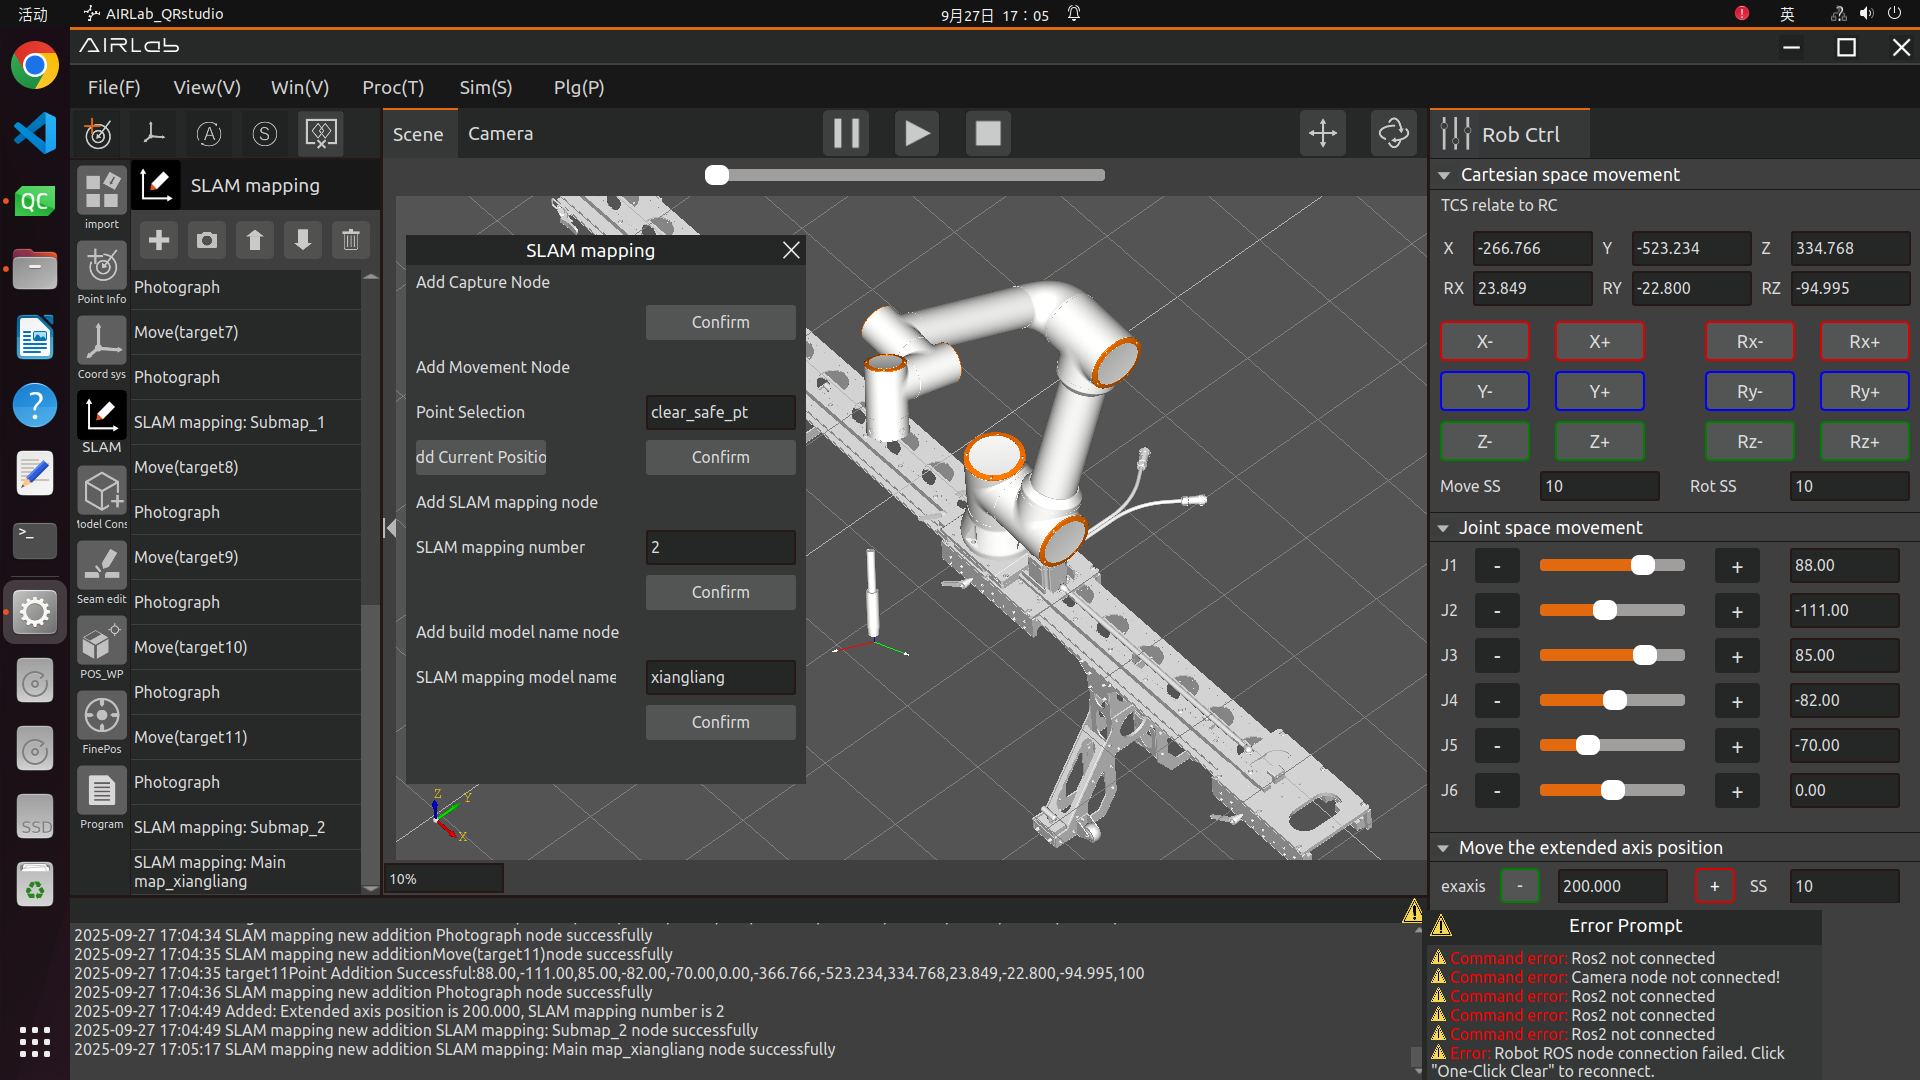 活动
AIRLab_QRstudio
9月27日 17：05
英
AIRLab
File(F)
View(V)
Win(V)
Proc(T)
Sim(S)
Plg(P)
Scene
Camera
Rob Ctrl
SLAM mapping
import
Point Info
Coord sys
SLAM
Seam edit
POS_WP
FinePos
Program
SSD
Photograph
Move(target7)
Photograph
SLAM mapping: Submap_1
Move(target8)
Photograph
Move(target9)
Photograph
Move(target10)
Photograph
Move(target11)
Photograph
SLAM mapping: Submap_2
SLAM mapping: Main
map_xiangliang
SLAM mapping
Add Capture Node
Confirm
Add Movement Node
Point Selection
clear_safe_pt
dd Current Positio
Confirm
Add SLAM mapping node
SLAM mapping number
2
Confirm
Add build model name node
SLAM mapping model name
xiangliang
Confirm
Z
Y
X
10%
Cartesian space movement
TCS relate to RC
X -266.766 Y -523.234 Z 334.768
RX 23.849 RY -22.800 RZ -94.995
X- X+ Rx- Rx+
Y- Y+ Ry- Ry+
Z- Z+ Rz- Rz+
Move SS 10 Rot SS 10
Joint space movement
J1 - + 88.00
J2 - + -111.00
J3 - + 85.00
J4 - + -82.00
J5 - + -70.00
J6 - + 0.00
Move the extended axis position
exaxis - 200.000 + SS 10
2025-09-27 17:04:34 SLAM mapping new addition Photograph node successfully
2025-09-27 17:04:35 SLAM mapping new additionMove(target11)node successfully
2025-09-27 17:04:35 target11Point Addition Successful:88.00,-111.00,85.00,-82.00,-70.00,0.00,-366.766,-523.234,334.768,23.849,-22.800,-94.995,100
2025-09-27 17:04:36 SLAM mapping new addition Photograph node successfully
2025-09-27 17:04:49 Added: Extended axis position is 200.000, SLAM mapping number is 2
2025-09-27 17:04:49 SLAM mapping new addition SLAM mapping: Submap_2 node successfully
2025-09-27 17:05:17 SLAM mapping new addition SLAM mapping: Main map_xiangliang node successfully
Error Prompt
Command error: Ros2 not connected
Command error: Camera node not connected!
Command error: Ros2 not connected
Command error: Ros2 not connected
Command error: Ros2 not connected
Error: Robot ROS node connection failed. Click
"One-Click Clear" to reconnect.